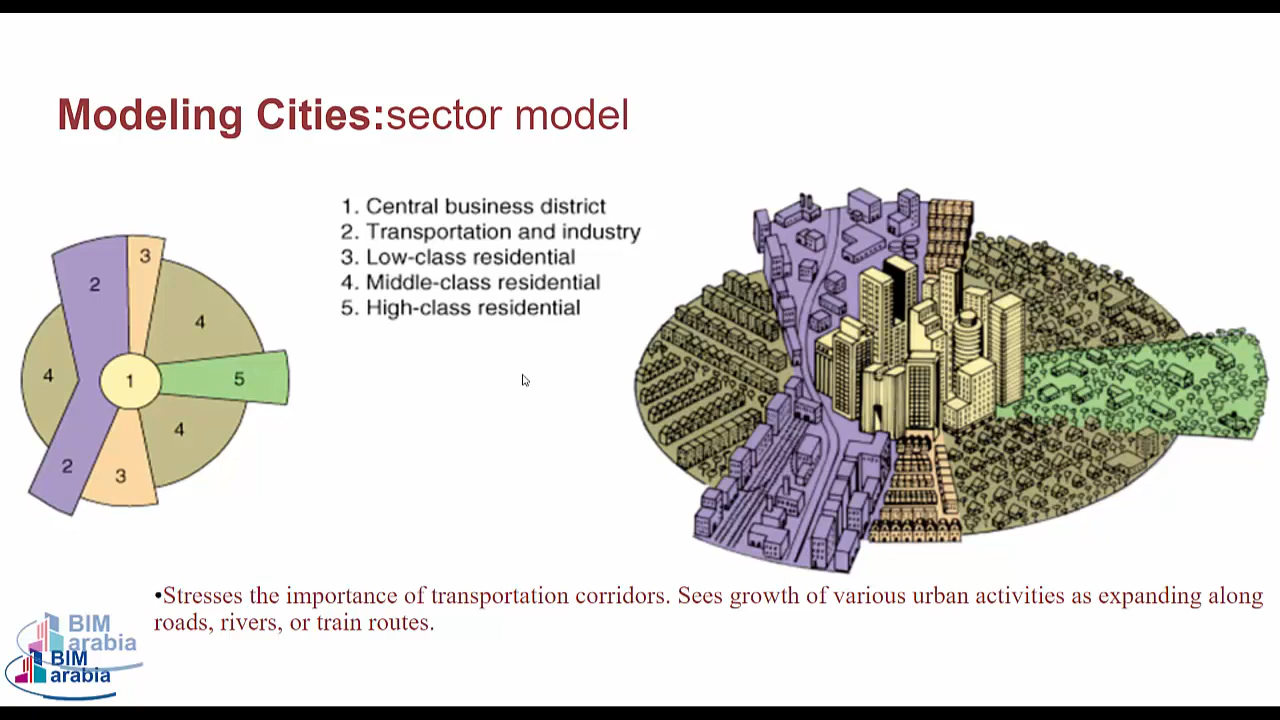 Modeling Cities:sector model
1. Central business district
2. Transportation and industry
3. Low-class residential
4. Middle-class residential
5. High-class residential
3
2
4
4
1
5
4
2
3
•Stresses the importance of transportation corridors. Sees growth of various urban activities as expanding along
roads, rivers, or train routes.
BIM
arabia
BIM
arabia